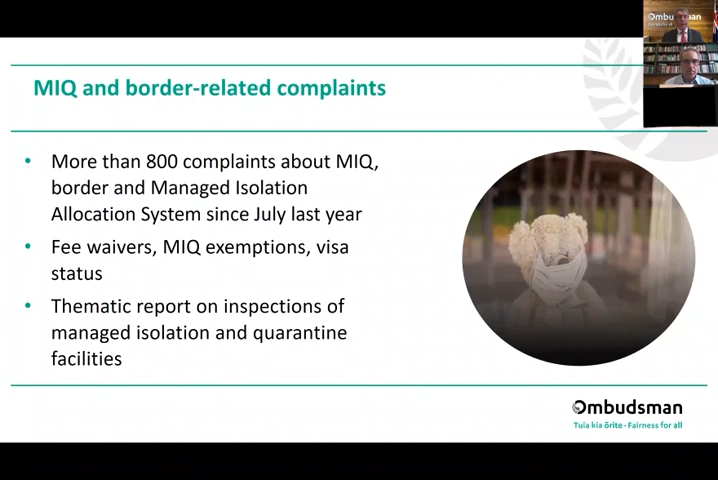 MIQ and border-related complaints
More than 800 complaints about MIQ,
border and Managed Isolation
Allocation System since July last year
Fee waivers, MIQ exemptions, visa
status
Thematic report on inspections of
managed isolation and quarantine
facilities
Ombudsman
Tuia kia ōrite · Fairness for all
Ombudsman